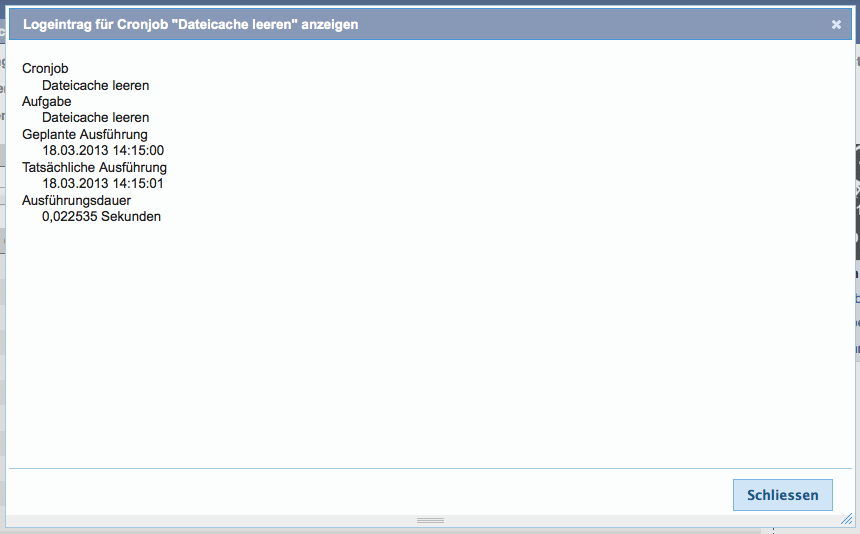 Logeintrag für Cronjob "Dateicache leeren" anzeigen
Cronjob
Dateicache leeren
Aufgabe
Dateicache leeren
Geplante Ausführung
18.03.2013 14:15:00
Tatsächliche Ausführung
18.03.2013 14:15:01
Ausführungsdauer
0,022535 Sekunden
Schliessen